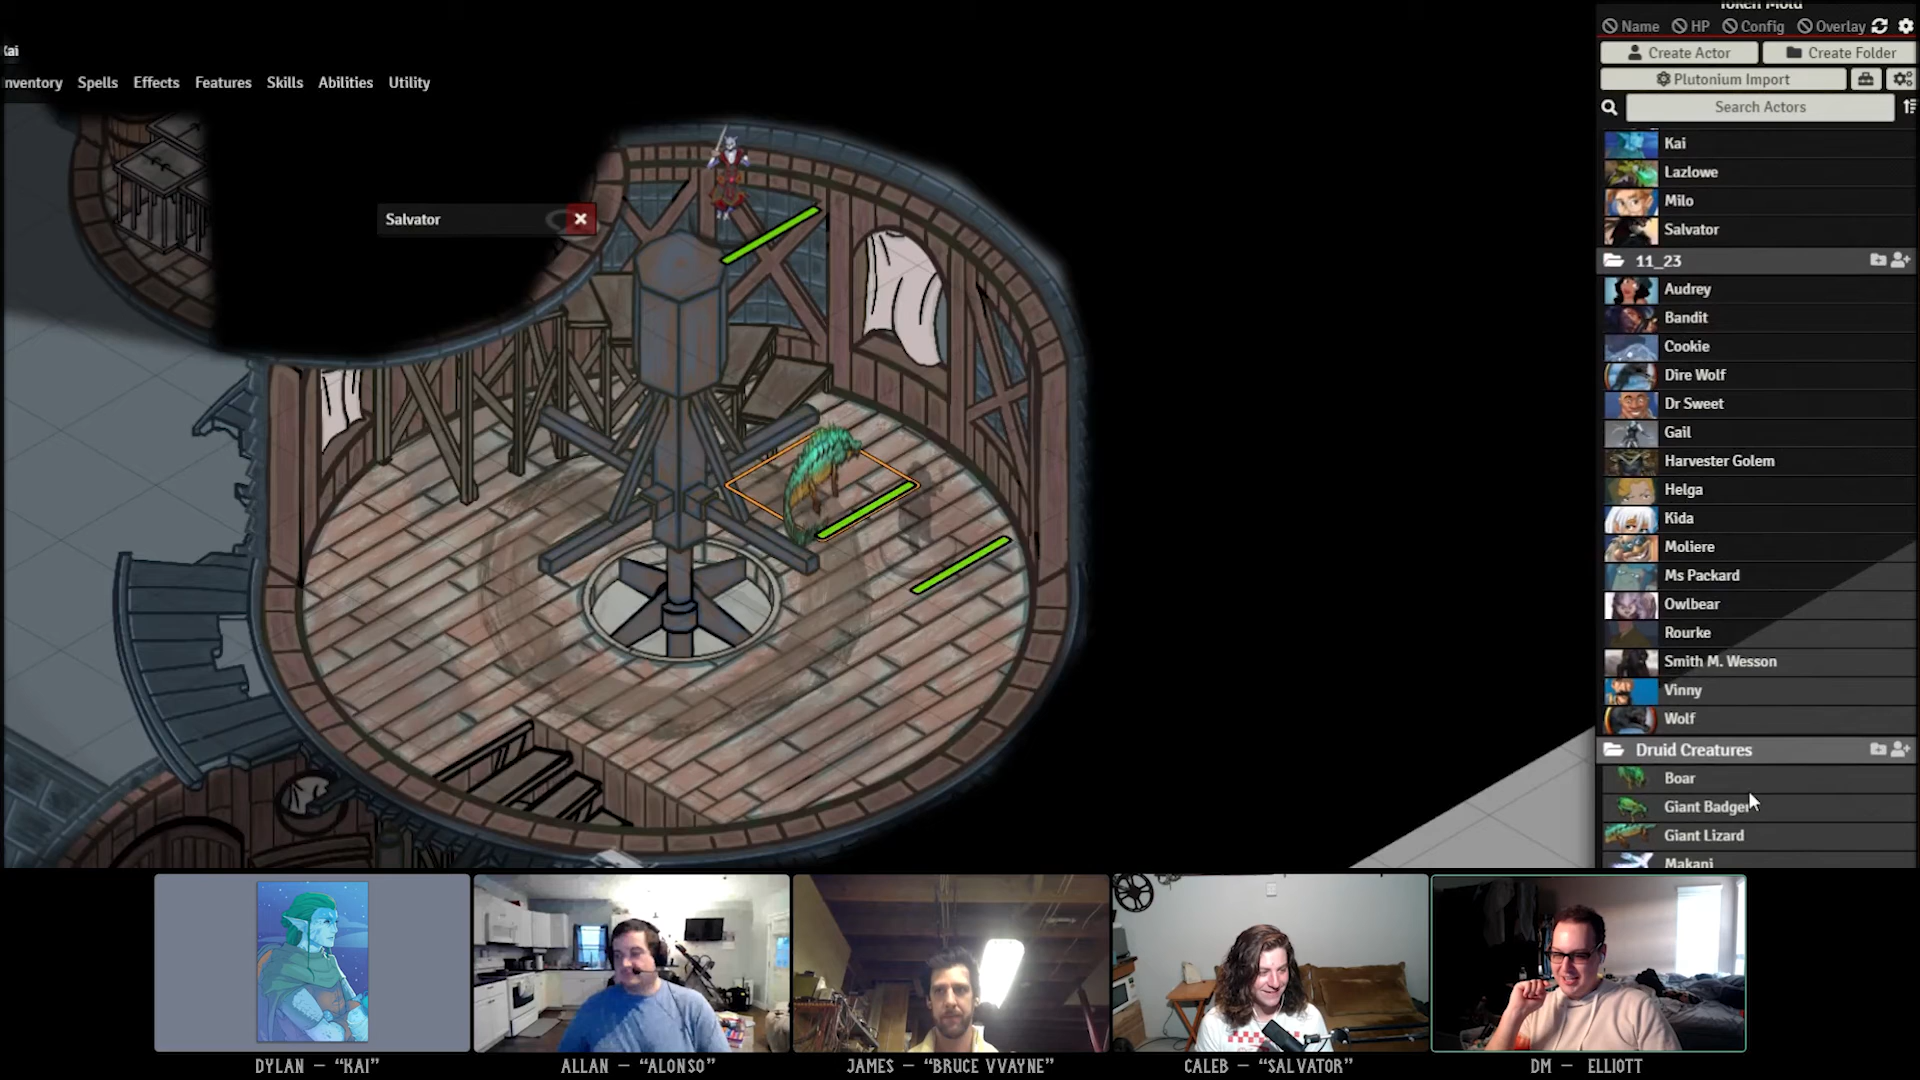 Token Mold
Name HP Config Overlay
Kai
Create Actor Create Folder
nventory Spells Effects Features Skills Abilities Utility
Plutonium Import
Search Actors
Kai
Lazlowe
Milo
Salvator
Salvator
11_23
Audrey
Bandit
Cookie
Dire Wolf
Dr Sweet
Gail
Harvester Golem
Helga
Kida
Moliere
Ms Packard
Owlbear
Rourke
Smith M. Wesson
Vinny
Wolf
Druid Creatures
Boar
Giant Badger
Giant Lizard
Makani
DYLAN – "KAI"
ALLAN – "ALONSO"
JAMES – "BRUCE VVAYNE"
CALEB – "SALVATOR"
DM – ELLIOTT